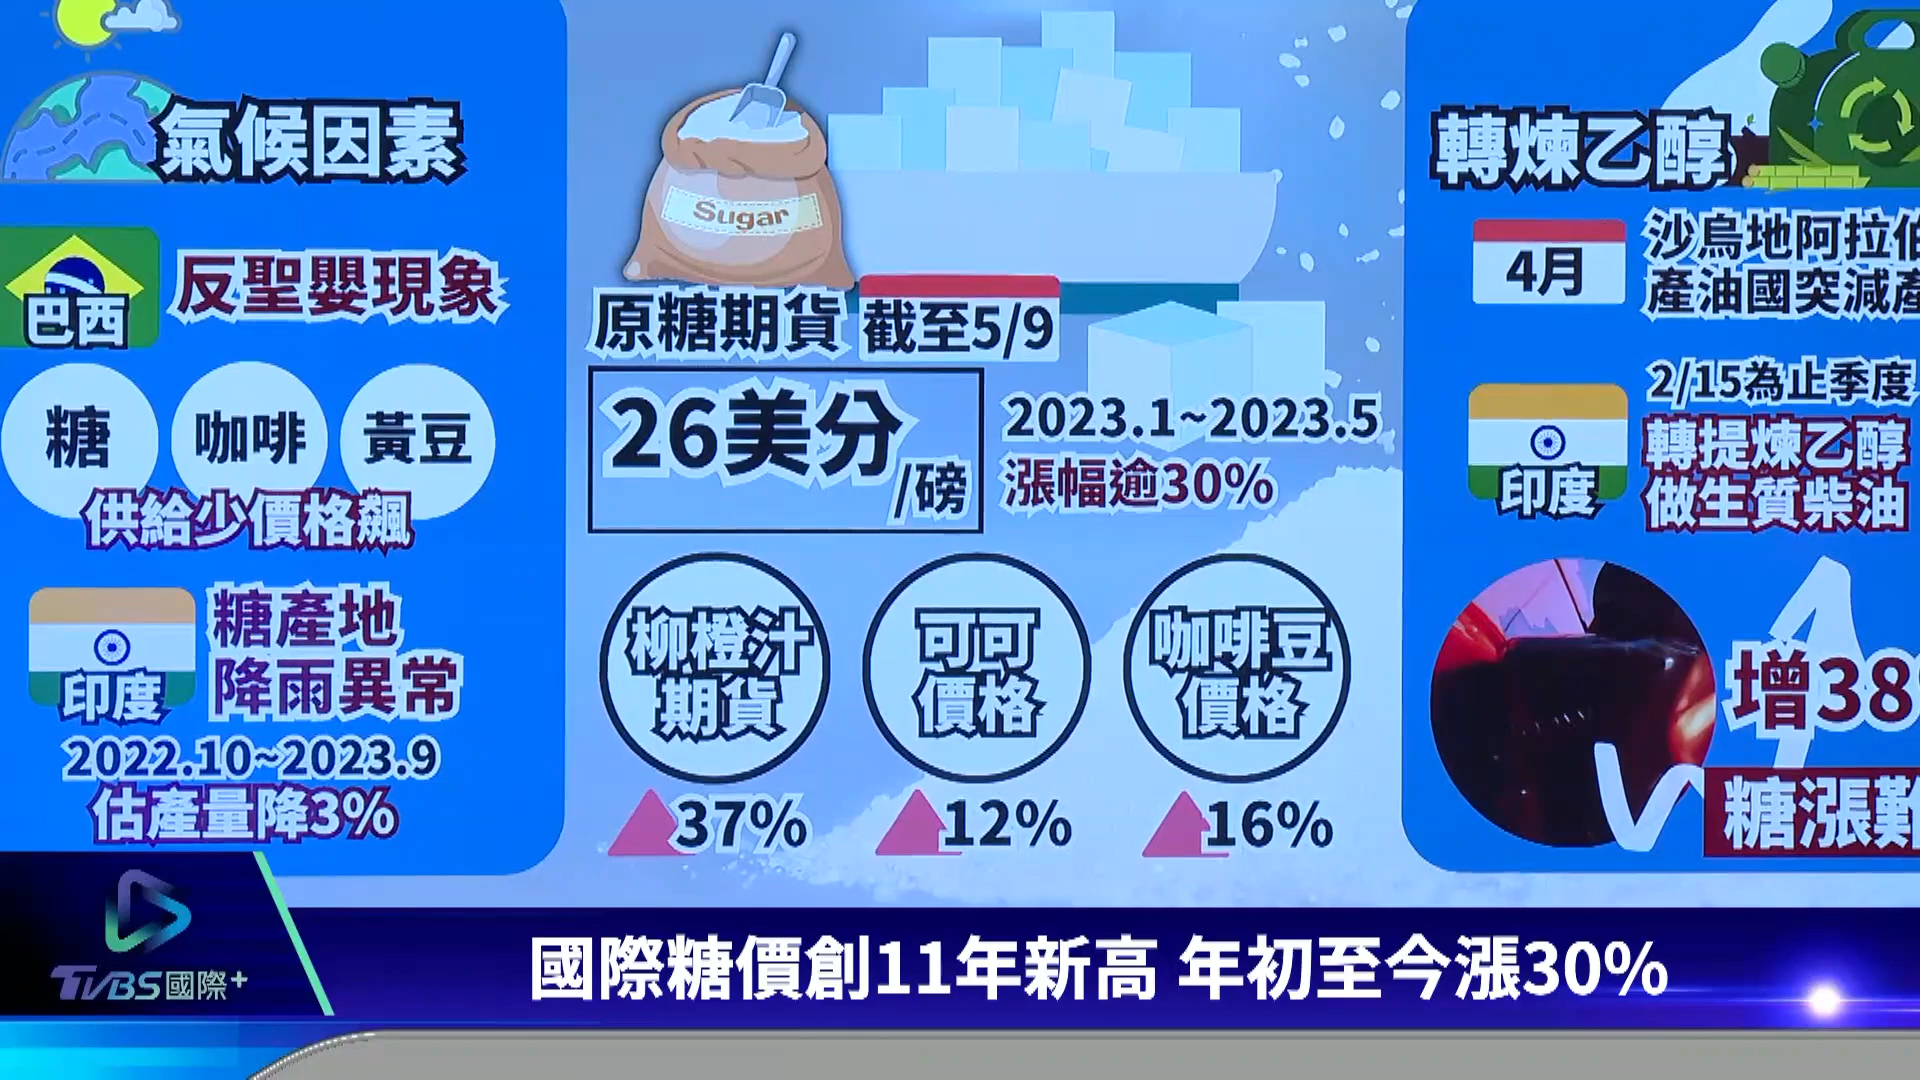 氣候因素
巴西
反聖嬰現象
糖
咖啡
黃豆
供給少價格飆
印度
糖產地
降雨異常
2022.10~2023.9
估產量降3%
Sugar
原糖期貨
截至5/9
26美分/磅
2023.1~2023.5
漲幅逾30%
柳橙汁
期貨
37%
可可
價格
12%
咖啡豆
價格
16%
轉煉乙醇
4月
沙烏地阿拉伯
產油國突減產
印度
2/15為止季度
轉提煉乙醇
做生質柴油
增38%
糖漲難
TVBS國際+
國際糖價創11年新高 年初至今漲30%